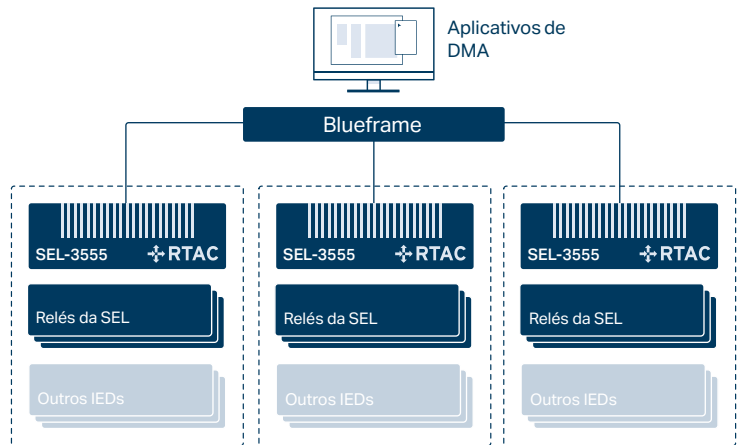 Aplicativos de
DMA
Blueframe
SEL-3555 RTAC
SEL-3555 RTAC
SEL-3555 RTAC
Relés da SEL
Relés da SEL
Relés da SEL
Outros IEDs
Outros IEDs
Outros IEDs